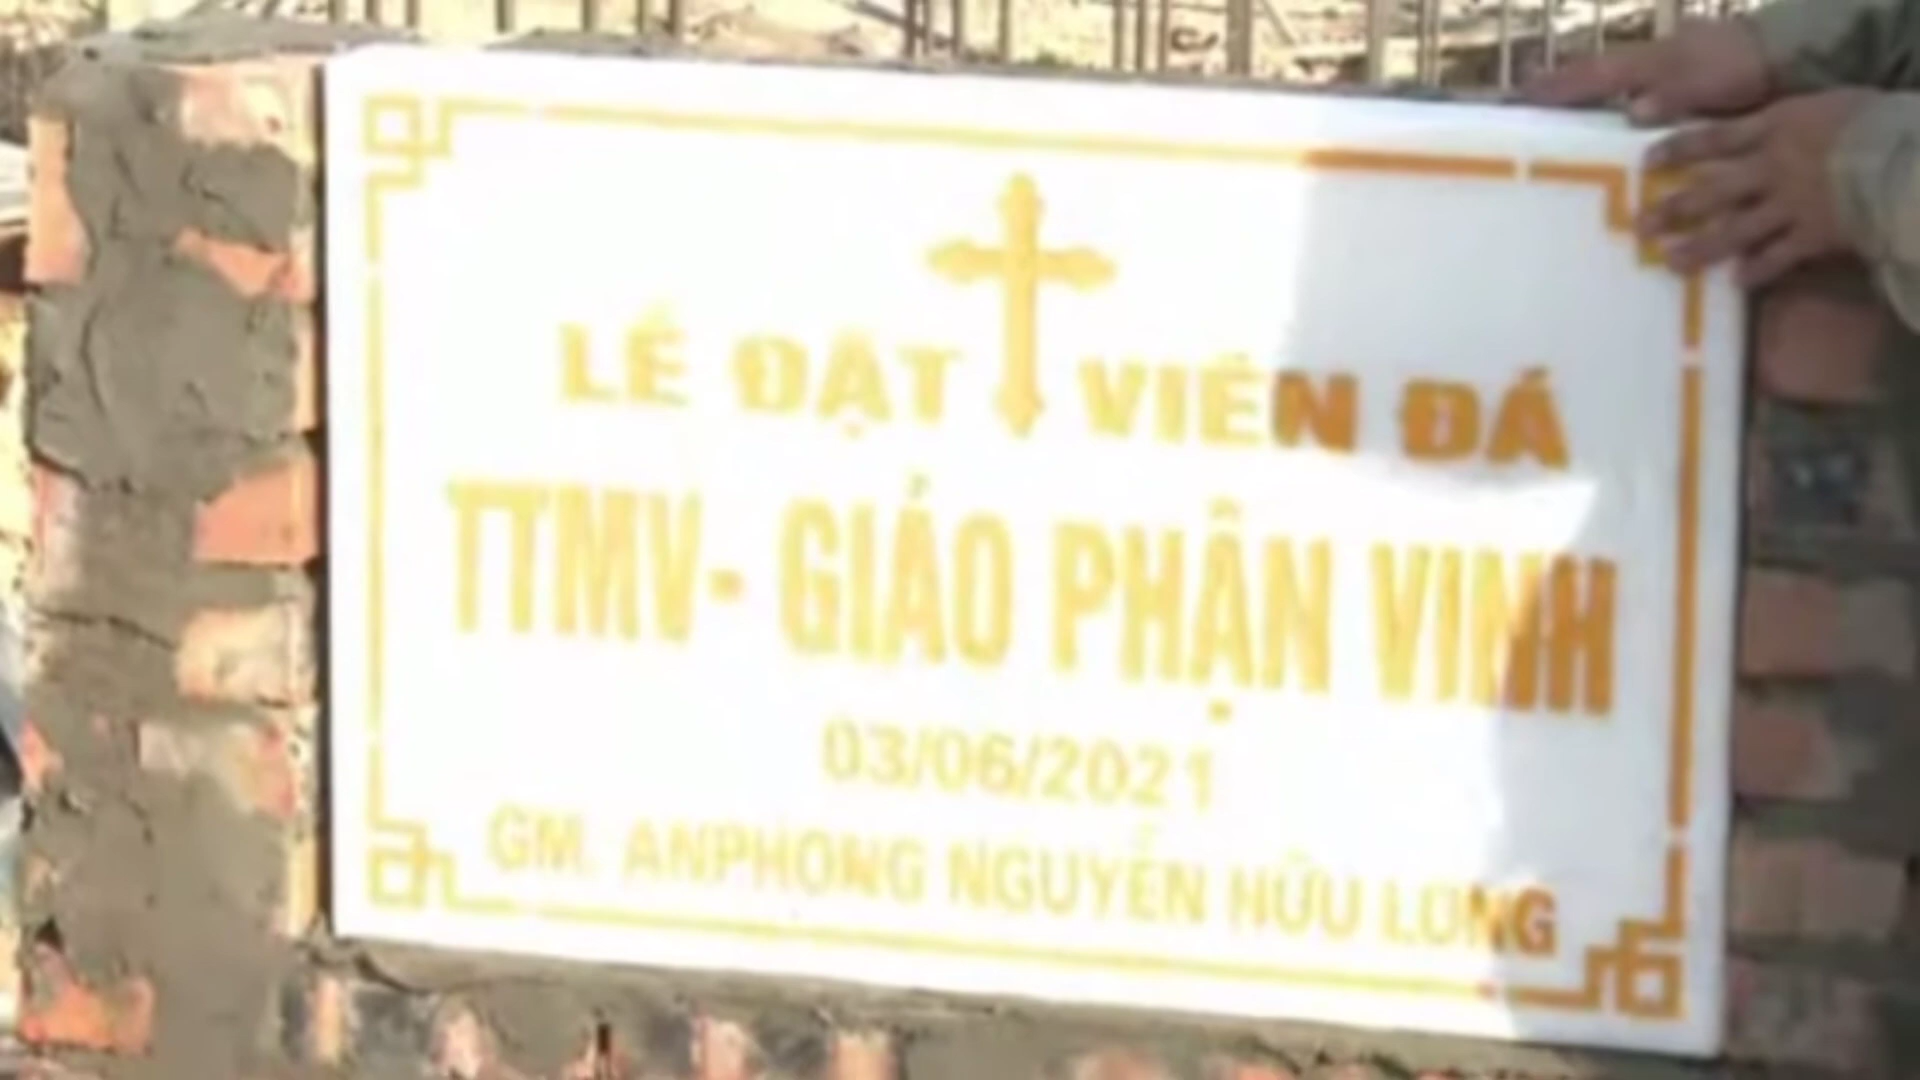 LỄ ĐẶT VIÊN ĐÁ
TTMV- GIÁO PHẬN VINH
03/06/2021
GM. ANPHONG NGUYỄN HỮU LONG